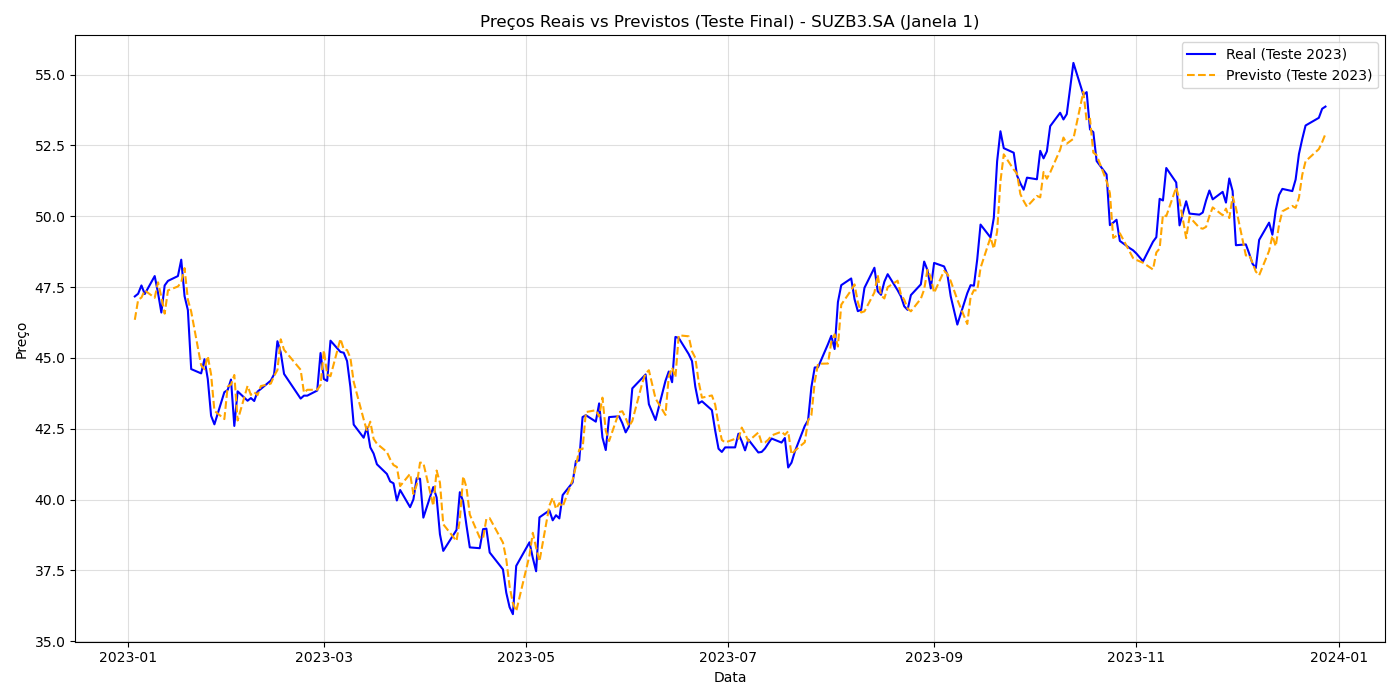 Preços Reais vs Previstos (Teste Final) - SUZB3.SA (Janela 1)
Real (Teste 2023)
Previsto (Teste 2023)
Preço
55.0
52.5
50.0
47.5
45.0
42.5
40.0
37.5
35.0
2023-01 2023-03 2023-05 2023-07 2023-09 2023-11 2024-01
Data